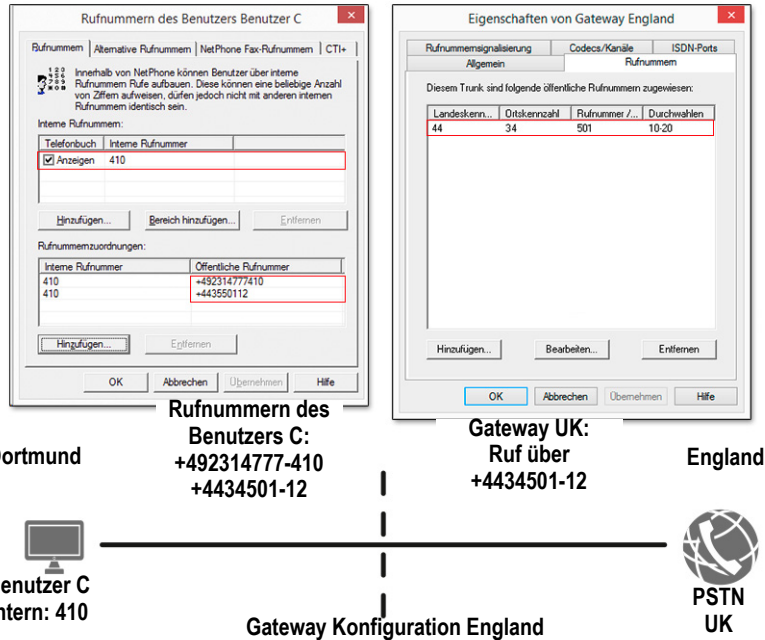 Rufnummern des Benutzers Benutzer C
Rufnummern
Alternative Rufnummern
NetPhone Fax-Rufnummern
CTI+
Innerhalb von NetPhone können Benutzer über interne
Rufnummern Rufe aufbauen. Diese können eine beliebige Anzahl
von Ziffern aufweisen, dürfen jedoch nicht mit anderen internen
Rufnummern identisch sein.
Interne Rufnummern:
Telefonbuch Interne Rufnummer
Anzeigen 410
Hinzufügen... Bereich hinzufügen... Entfernen
Rufnummernzuordnungen:
Interne Rufnummer Öffentliche Rufnummer
410 +492314777410
410 +443550112
Hinzufügen... Entfernen
OK Abbrechen Übernehmen Hilfe
Eigenschaften von Gateway England
Rufnummernsignalisierung Codecs/Kanäle ISDN-Ports
Allgemein Rufnummern
Diesem Trunk sind folgende öffentliche Rufnummern zugewiesen:
Landeskenn... Ortskennzahl Rufnummer /... Durchwahlen
44 34 501 10-20
Hinzufügen... Bearbeiten... Entfernen
OK Abbrechen Übernehmen Hilfe
Rufnummern des
Benutzers C:
+492314777-410
+4434501-12
Gateway UK:
Ruf über
+4434501-12
ortmund
England
enutzer C
ntern: 410
PSTN
UK
Gateway Konfiguration England